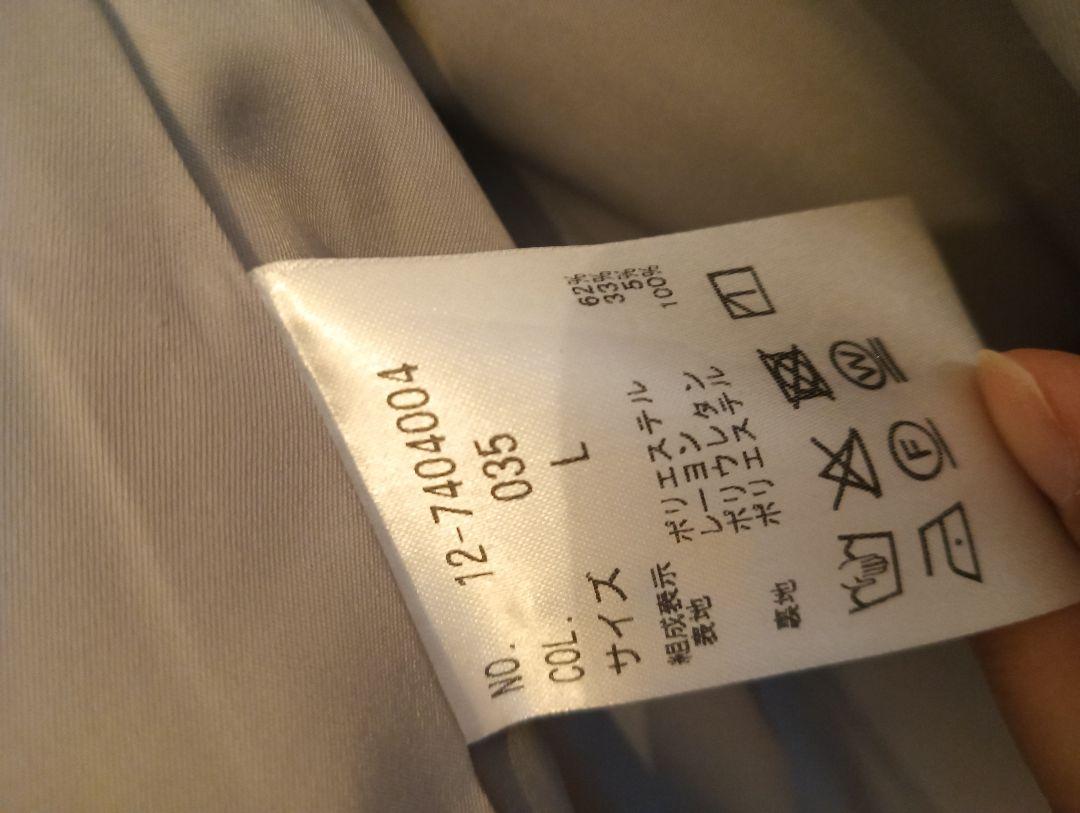 NO. 12-7404004
COL. 035
サイズ L
組成表示
表地 ポリエステル 62%
レーヨン 33%
ポリウレタン 5%
裏地 ポリエステル 100%
W
F